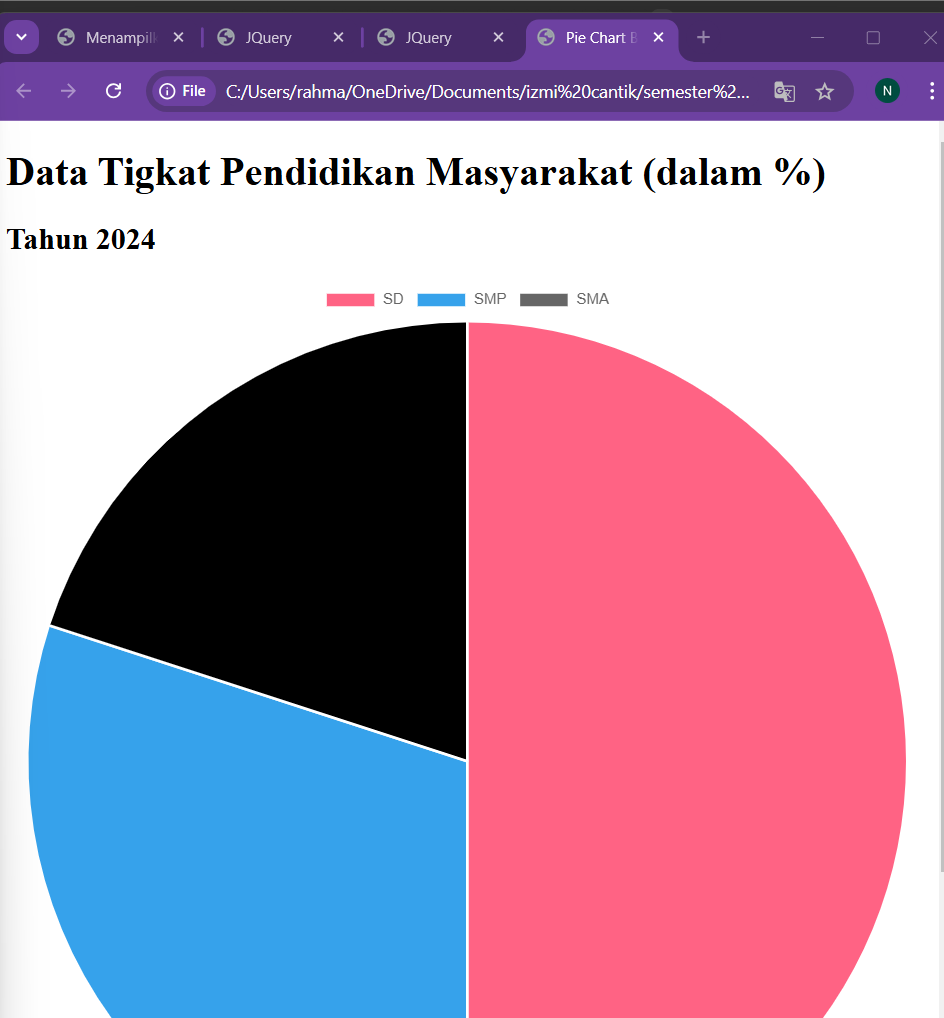 Menampil
JQuery
JQuery
Pie Chart B
File
C:/Users/rahma/OneDrive/Documents/izmi%20cantik/semester%2...
N
Data Tigkat Pendidikan Masyarakat (dalam %)
Tahun 2024
SD SMP SMA